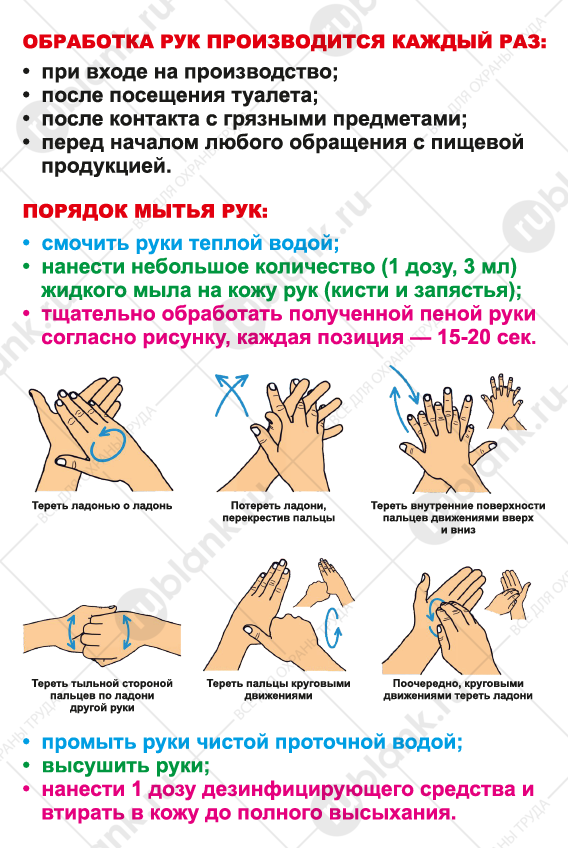 ОБРАБОТКА РУК ПРОИЗВОДИТСЯ КАЖДЫЙ РАЗ:
• при входе на производство;
• после посещения туалета;
• после контакта с грязными предметами;
• перед началом любого обращения с пищевой
продукцией.
ПОРЯДОК МЫТЬЯ РУК:
• смочить руки теплой водой;
• нанести небольшое количество (1 дозу, 3 мл)
жидкого мыла на кожу рук (кисти и запястья);
• тщательно обработать полученной пеной руки
согласно рисунку, каждая позиция — 15-20 сек.
Тереть ладонью о ладонь
Потереть ладони,
перекрестив пальцы
Тереть внутренние поверхности
пальцев движениями вверх
и вниз
Тереть тыльной стороной
пальцев по ладони
другой руки
Тереть пальцы круговыми
движениями
Поочередно, круговыми
движениями тереть ладони
• промыть руки чистой проточной водой;
• высушить руки;
• нанести 1 дозу дезинфицирующего средства и
втирать в кожу до полного высыхания.
rublank.ru
ВСЕ ДЛЯ ОХРАНЫ ТРУДА